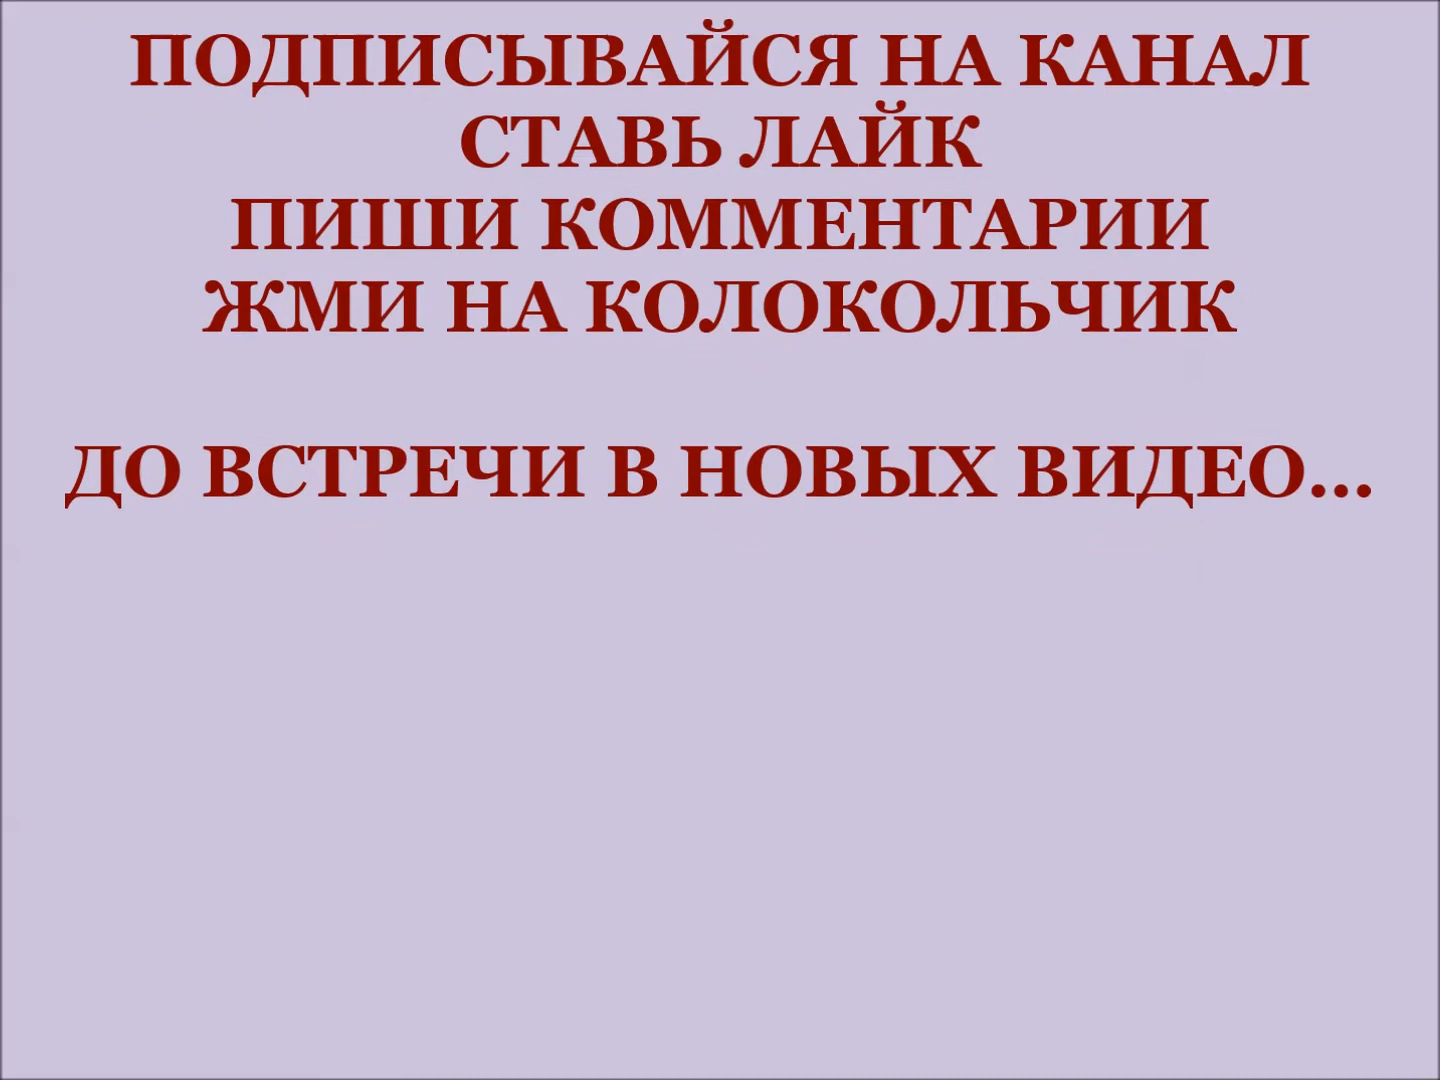 ПОДПИСЫВАЙСЯ НА КАНАЛ
СТАВЬ ЛАЙК
ПИШИ КОММЕНТАРИИ
ЖМИ НА КОЛОКОЛЬЧИК
ДО ВСТРЕЧИ В НОВЫХ ВИДЕО...